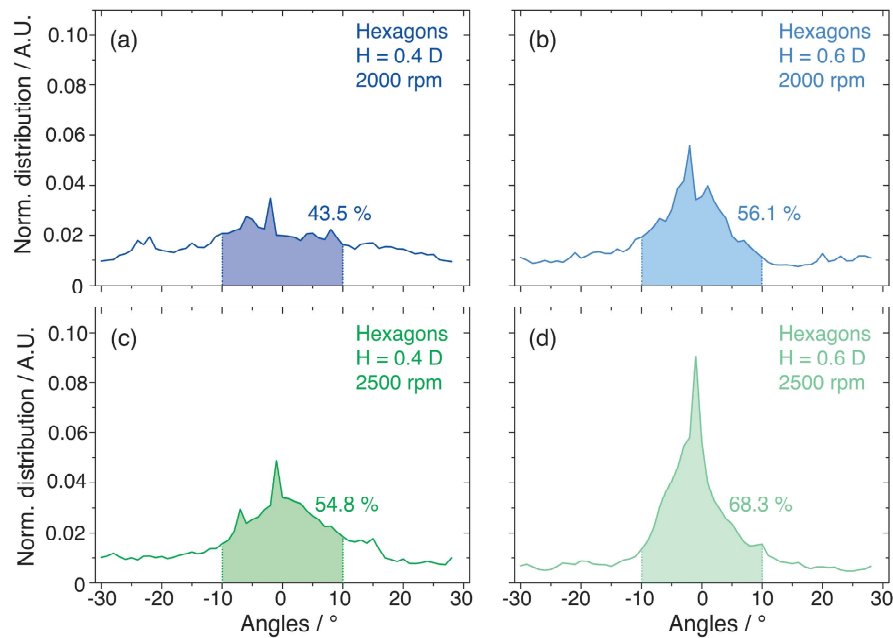 (a)
Hexagons
H = 0.4 D
2000 rpm
43.5 %
0.10
0.08
0.06
0.04
0.02
0
Norm. distribution / A.U.
(b)
Hexagons
H = 0.6 D
2000 rpm
56.1 %
(c)
Hexagons
H = 0.4 D
2500 rpm
54.8 %
0.10
0.08
0.06
0.04
0.02
0
Norm. distribution / A.U.
-30 -20 -10 0 10 20 30
Angles / °
(d)
Hexagons
H = 0.6 D
2500 rpm
68.3 %
-30 -20 -10 0 10 20 30
Angles / °